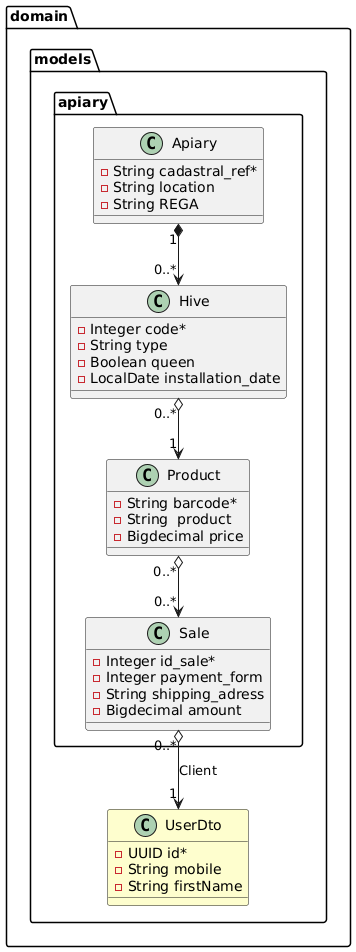 domain
models
apiary
C Apiary
String cadastral_ref*
String location
String REGA
1
0..*
C Hive
Integer code*
String type
Boolean queen
LocalDate installation_date
0..*
1
C Product
String barcode*
String  product
Bigdecimal price
0..*
0..*
C Sale
Integer id_sale*
Integer payment_form
String shipping_adress
Bigdecimal amount
0..*
Client
1
C UserDto
UUID id*
String mobile
String firstName